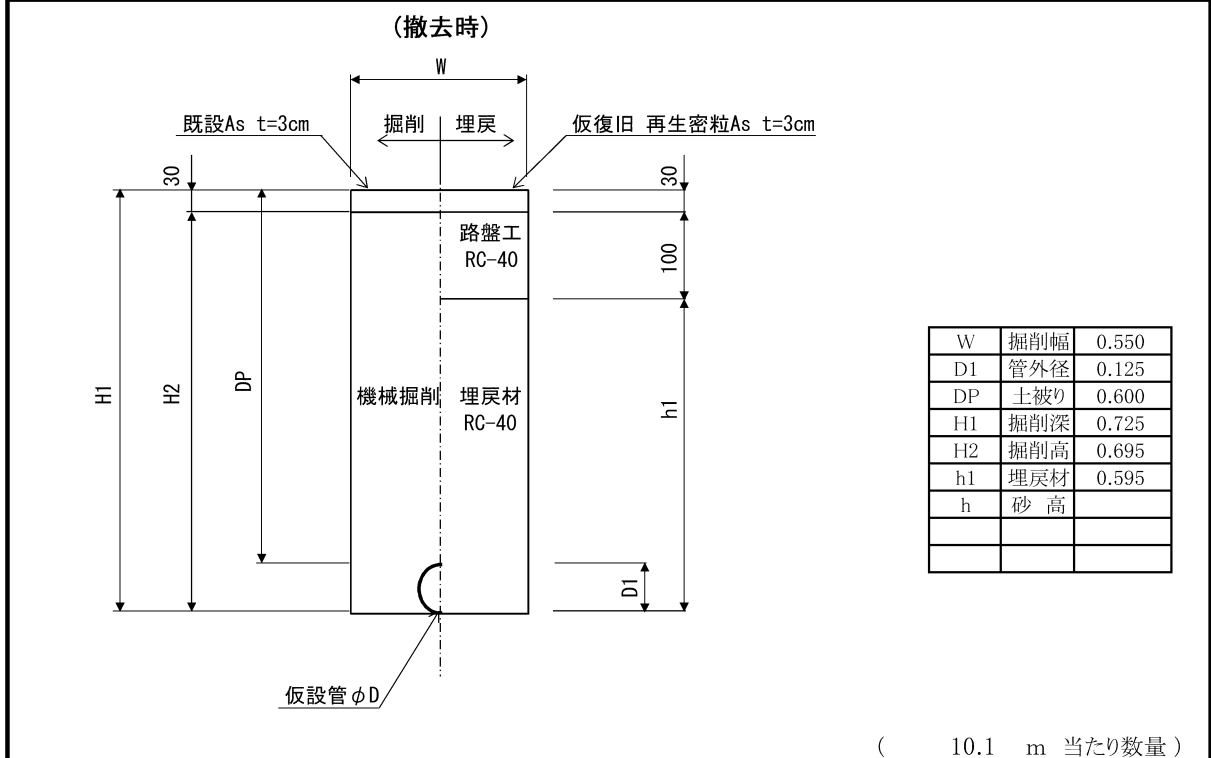 (撤去時)
W
既設As t=3cm
掘削
埋戻
仮復旧 再生密粒As t=3cm
30
30
路盤工
RC-40
100
H1
H2
DP
機械掘削
埋戻材
RC-40
h1
D1
仮設管φD
W 掘削幅 0.550
D1 管外径 0.125
DP 土被り 0.600
H1 掘削深 0.725
H2 掘削高 0.695
h1 埋戻材 0.595
h 砂 高
( 10.1 m 当たり数量 )